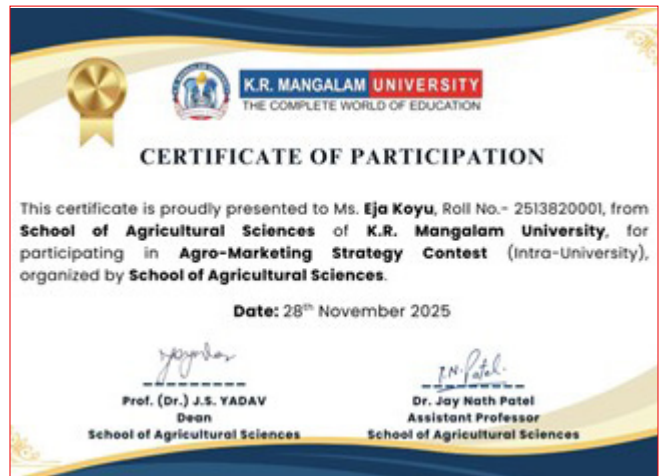 K.R. MANGALAM UNIVERSITY
THE COMPLETE WORLD OF EDUCATION
CERTIFICATE OF PARTICIPATION
This certificate is proudly presented to Ms. Eja Koyu, Roll No.- 2513820001, from
School of Agricultural Sciences of K.R. Mangalam University, for
participating in Agro-Marketing Strategy Contest (Intra-University),
organized by School of Agricultural Sciences.
Date: 28th November 2025
J.N. Patel
Prof. (Dr.) J.S. YADAV
Dean
School of Agricultural Sciences
Dr. Jay Nath Patel
Assistant Professor
School of Agricultural Sciences